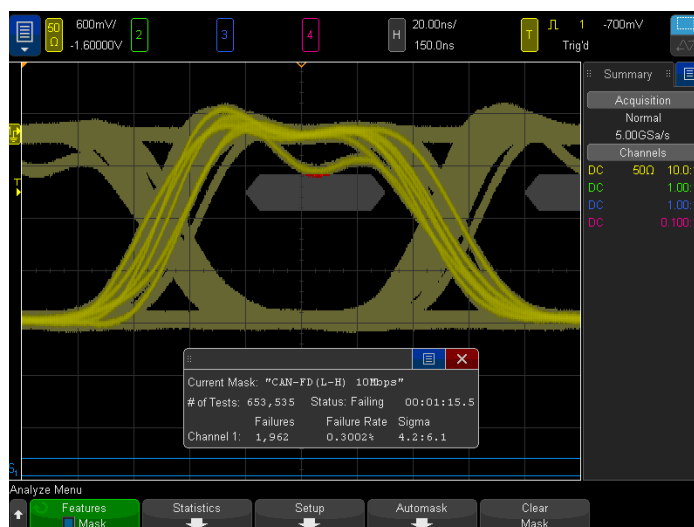 50 Ω 600mV/ -1.60000V 2 3 4 H 20.00ns/ 150.0ns T 1 -700mV Trig'd
Summary
Acquisition
Normal
5.00GSa/s
Channels
DC 50Ω 10.0:
DC 1.00:
DC 1.00:
DC 0.100:
T
Current Mask: "CAN-FD(L-H) 10Mbps"
# of Tests: 653,535 Status: Failing 00:01:15.5
Failures Failure Rate Sigma
Channel 1: 1,962 0.3002% 4.2:6.1
S1
Analyze Menu
Features Mask
Statistics
Setup
Automask
Clear Mask